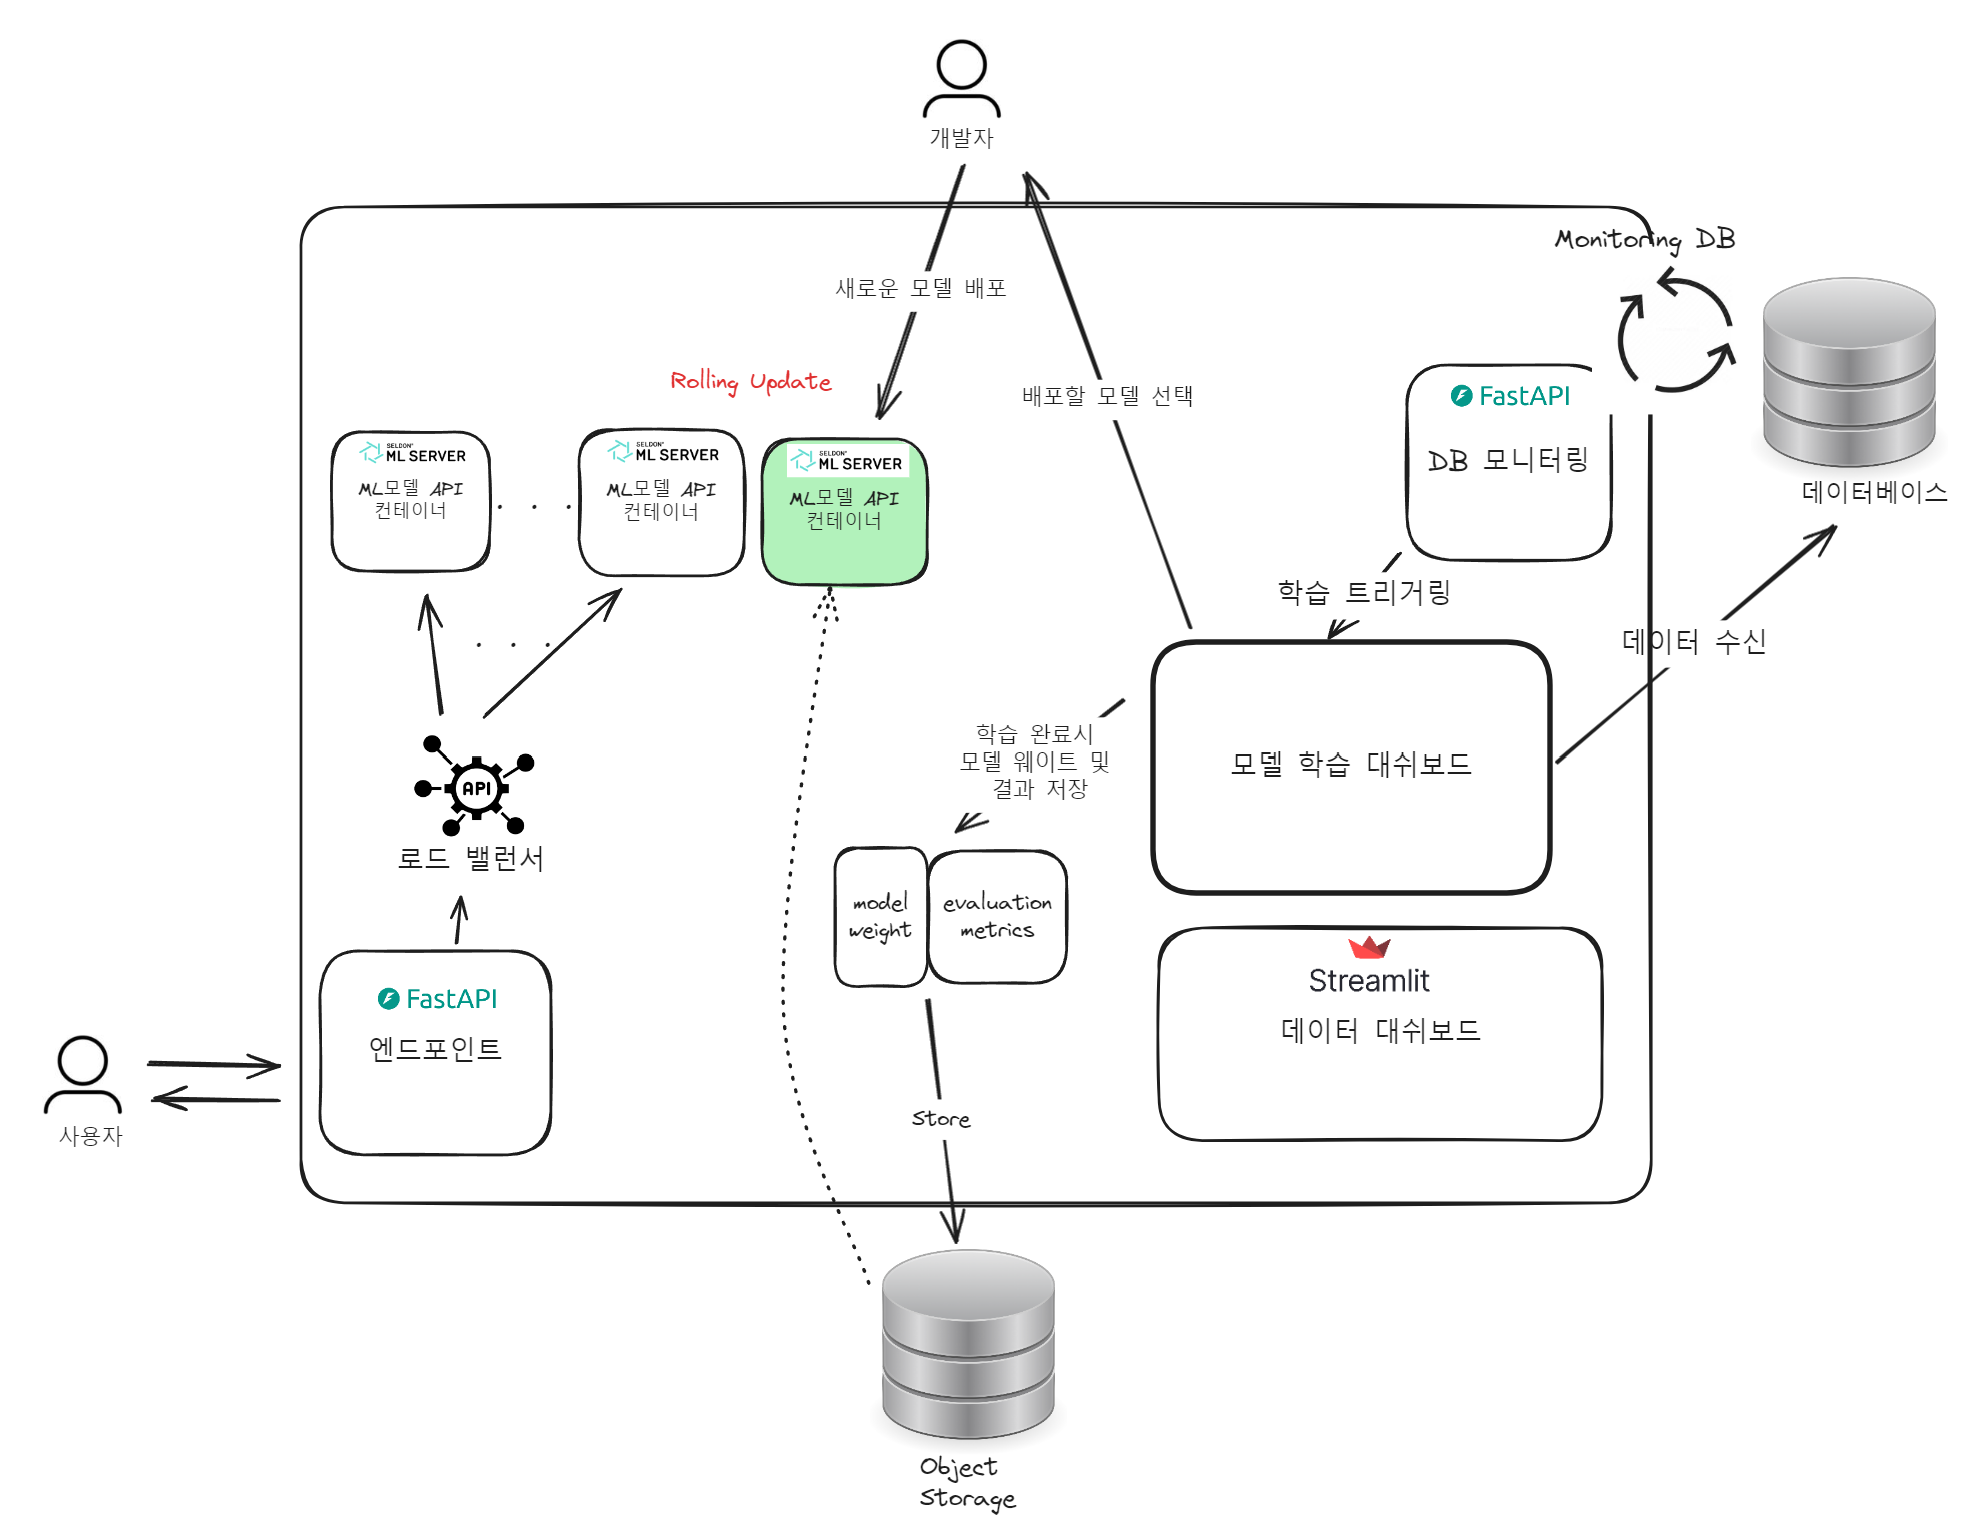 개발자
Monitoring DB
새로운 모델 배포
Rolling Update
배포할 모델 선택
FastAPI
DB 모니터링
데이터베이스
SELDON
ML SERVER
ML모델 API
컨테이너
. . .
SELDON
ML SERVER
ML모델 API
컨테이너
SELDON
ML SERVER
ML모델 API
컨테이너
학습 트리거링
데이터 수신
. . .
학습 완료시
모델 웨이트 및
결과 저장
모델 학습 대쉬보드
API
로드 밸런서
model
weight
evaluation
metrics
Streamlit
데이터 대쉬보드
FastAPI
엔드포인트
사용자
Store
Object
Storage